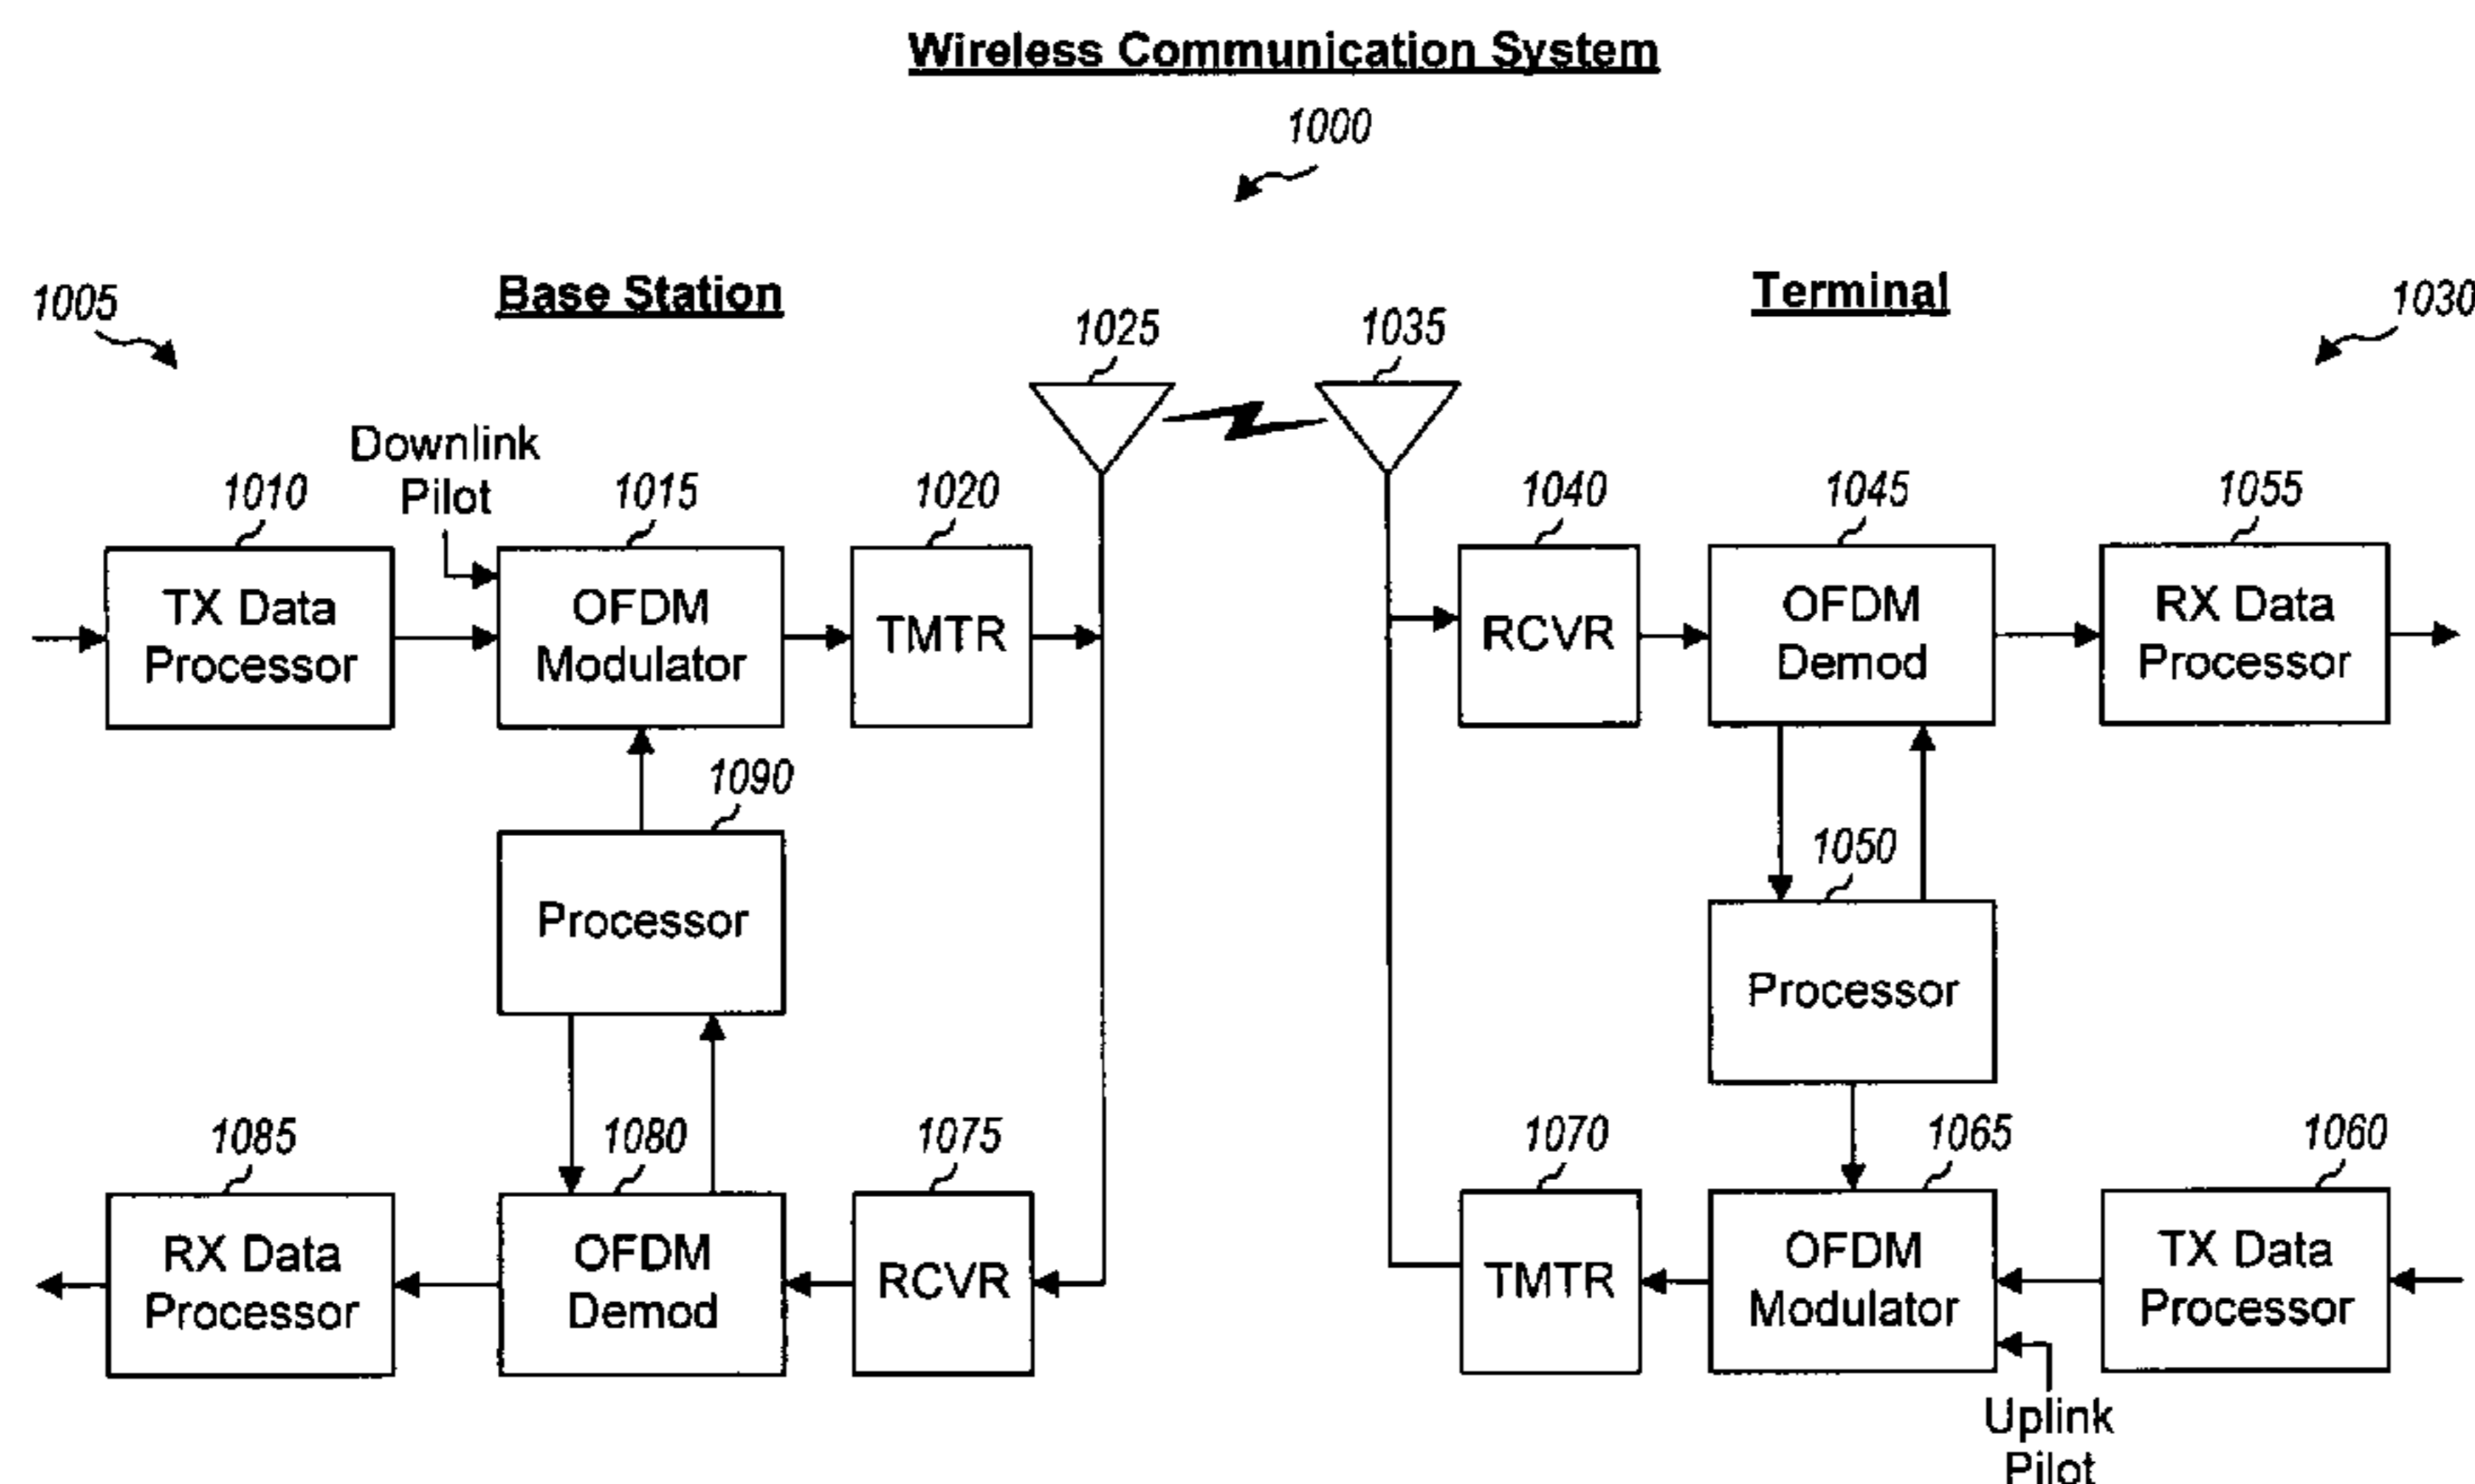 Wireless Communication System
1000
1005
Base Station
Terminal
1030
1025
1035
Downlink
Pilot
1010
1015
1020
1040
1045
1055
TX Data
Processor
OFDM
Modulator
TMTR
RCVR
OFDM
Demod
RX Data
Processor
1090
1050
Processor
Processor
1085
1080
1075
1070
1065
1060
RX Data
Processor
OFDM
Demod
RCVR
TMTR
OFDM
Modulator
TX Data
Processor
Uplink
Pilot